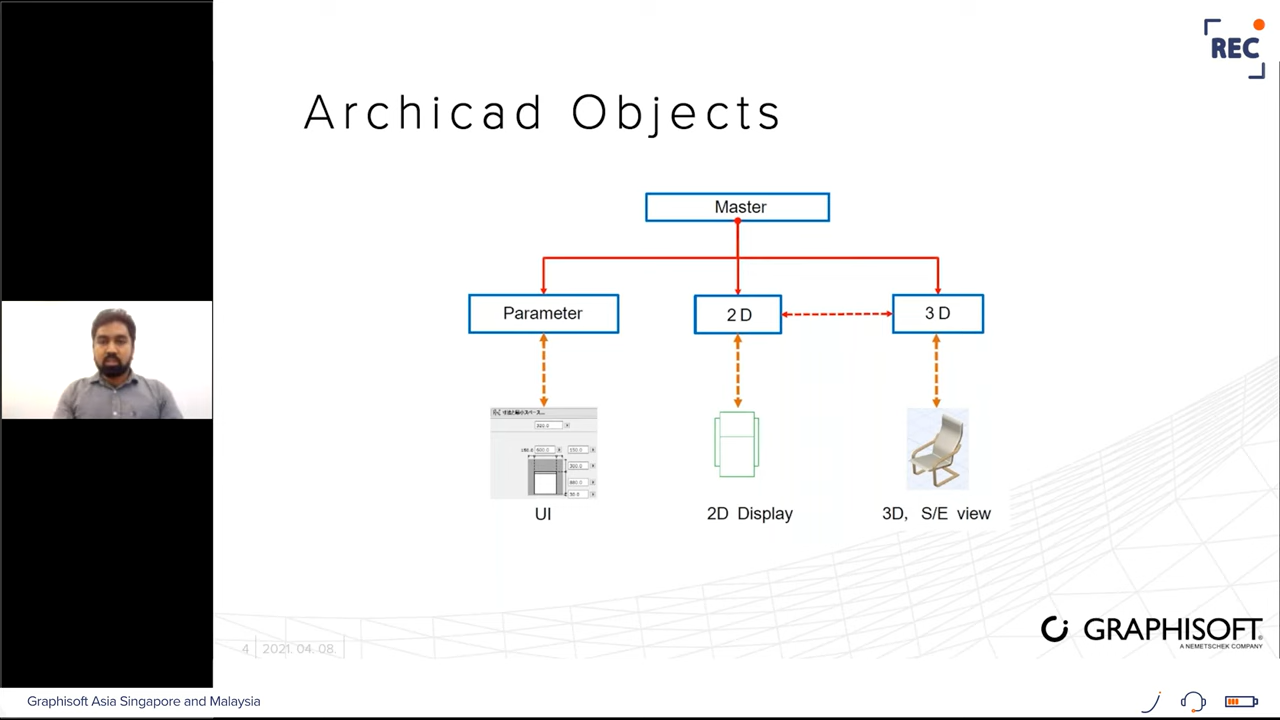 REC
Archicad Objects
Master
Parameter
2 D
3 D
UI
2D Display
3D, S/E view
GRAPHISOFT
A NEMETSCHEK COMPANY
4 2021. 04. 08.
Graphisoft Asia Singapore and Malaysia